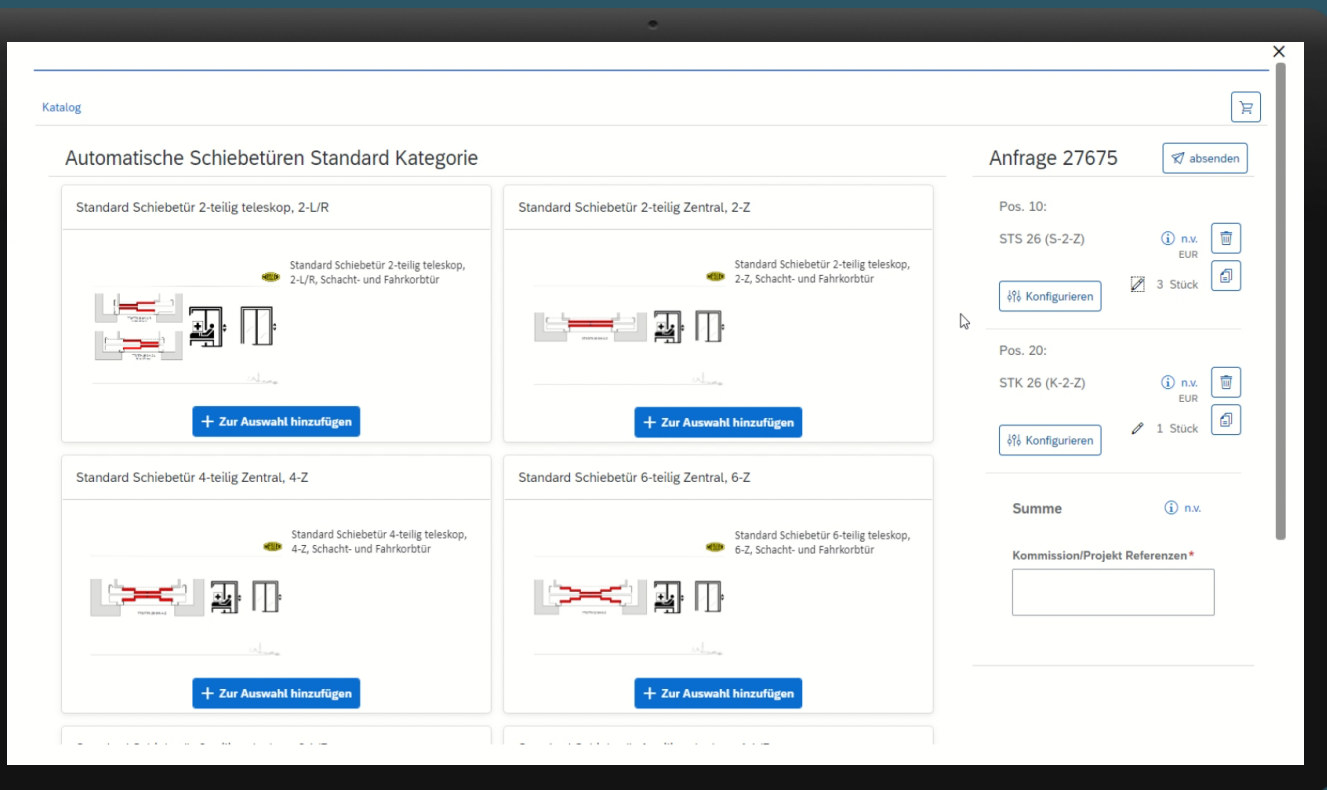 Katalog
Automatische Schiebetüren Standard Kategorie
Standard Schiebetür 2-teilig teleskop, 2-L/R
Standard Schiebetür 2-teilig teleskop,
2-L/R, Schacht- und Fahrkorbtür
Zur Auswahl hinzufügen
Standard Schiebetür 2-teilig Zentral, 2-Z
Standard Schiebetür 2-teilig teleskop,
2-Z, Schacht- und Fahrkorbtür
Zur Auswahl hinzufügen
Standard Schiebetür 4-teilig Zentral, 4-Z
Standard Schiebetür 4-teilig teleskop,
4-Z, Schacht- und Fahrkorbtür
Zur Auswahl hinzufügen
Standard Schiebetür 6-teilig Zentral, 6-Z
Standard Schiebetür 6-teilig teleskop,
6-Z, Schacht- und Fahrkorbtür
Zur Auswahl hinzufügen
Anfrage 27675
absenden
Pos. 10:
STS 26 (S-2-Z)
n.v.
EUR
3 Stück
Konfigurieren
Pos. 20:
STK 26 (K-2-Z)
n.v.
EUR
1 Stück
Konfigurieren
Summe
n.v.
Kommission/Projekt Referenzen*